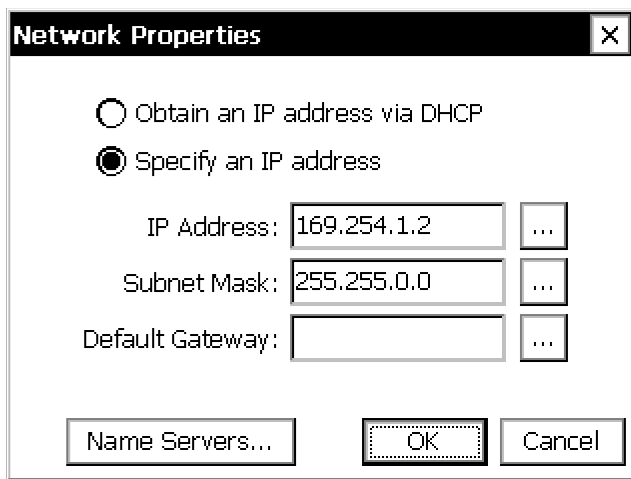 Network Properties
Obtain an IP address via DHCP
Specify an IP address
IP Address: 169.254.1.2 ...
Subnet Mask: 255.255.0.0 ...
Default Gateway: ...
Name Servers... OK Cancel